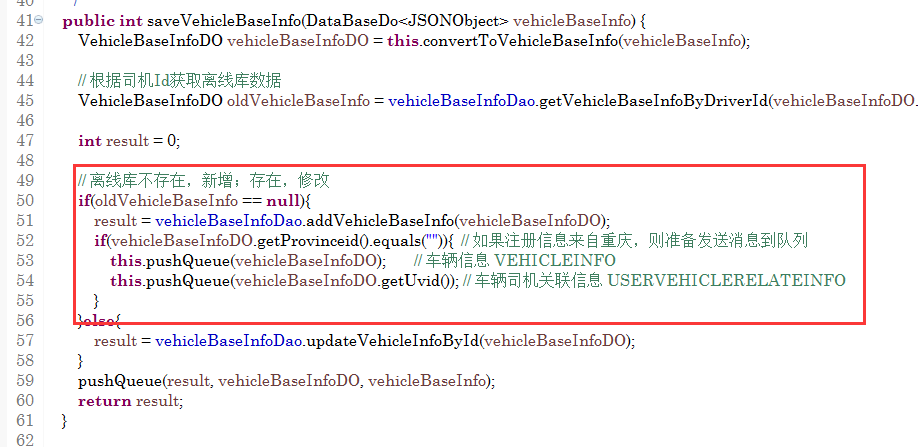 40 */
41 public int saveVehicleBaseInfo(DataBaseDo<JSONObject> vehicleBaseInfo) {
42 VehicleBaseInfoDO vehicleBaseInfoDO = this.convertToVehicleBaseInfo(vehicleBaseInfo);
43
44 //根据司机Id获取离线库数据
45 VehicleBaseInfoDO oldVehicleBaseInfo = vehicleBaseInfoDao.getVehicleBaseInfoByDriverId(vehicleBaseInfoDO.
46
47 int result = 0;
48
49 //离线库不存在，新增；存在，修改
50 if(oldVehicleBaseInfo == null){
51 result = vehicleBaseInfoDao.addVehicleBaseInfo(vehicleBaseInfoDO);
52 if(vehicleBaseInfoDO.getProvinceid().equals("")){ //如果注册信息来自重庆，则准备发送消息到队列
53 this.pushQueue(vehicleBaseInfoDO); //车辆信息 VEHICLEINFO
54 this.pushQueue(vehicleBaseInfoDO.getUvid()); //车辆司机关联信息 USERVEHICLERELATEINFO
55 }
56 }else{
57 result = vehicleBaseInfoDao.updateVehicleInfoById(vehicleBaseInfoDO);
58 }
59 pushQueue(result, vehicleBaseInfoDO, vehicleBaseInfo);
60 return result;
61 }
62